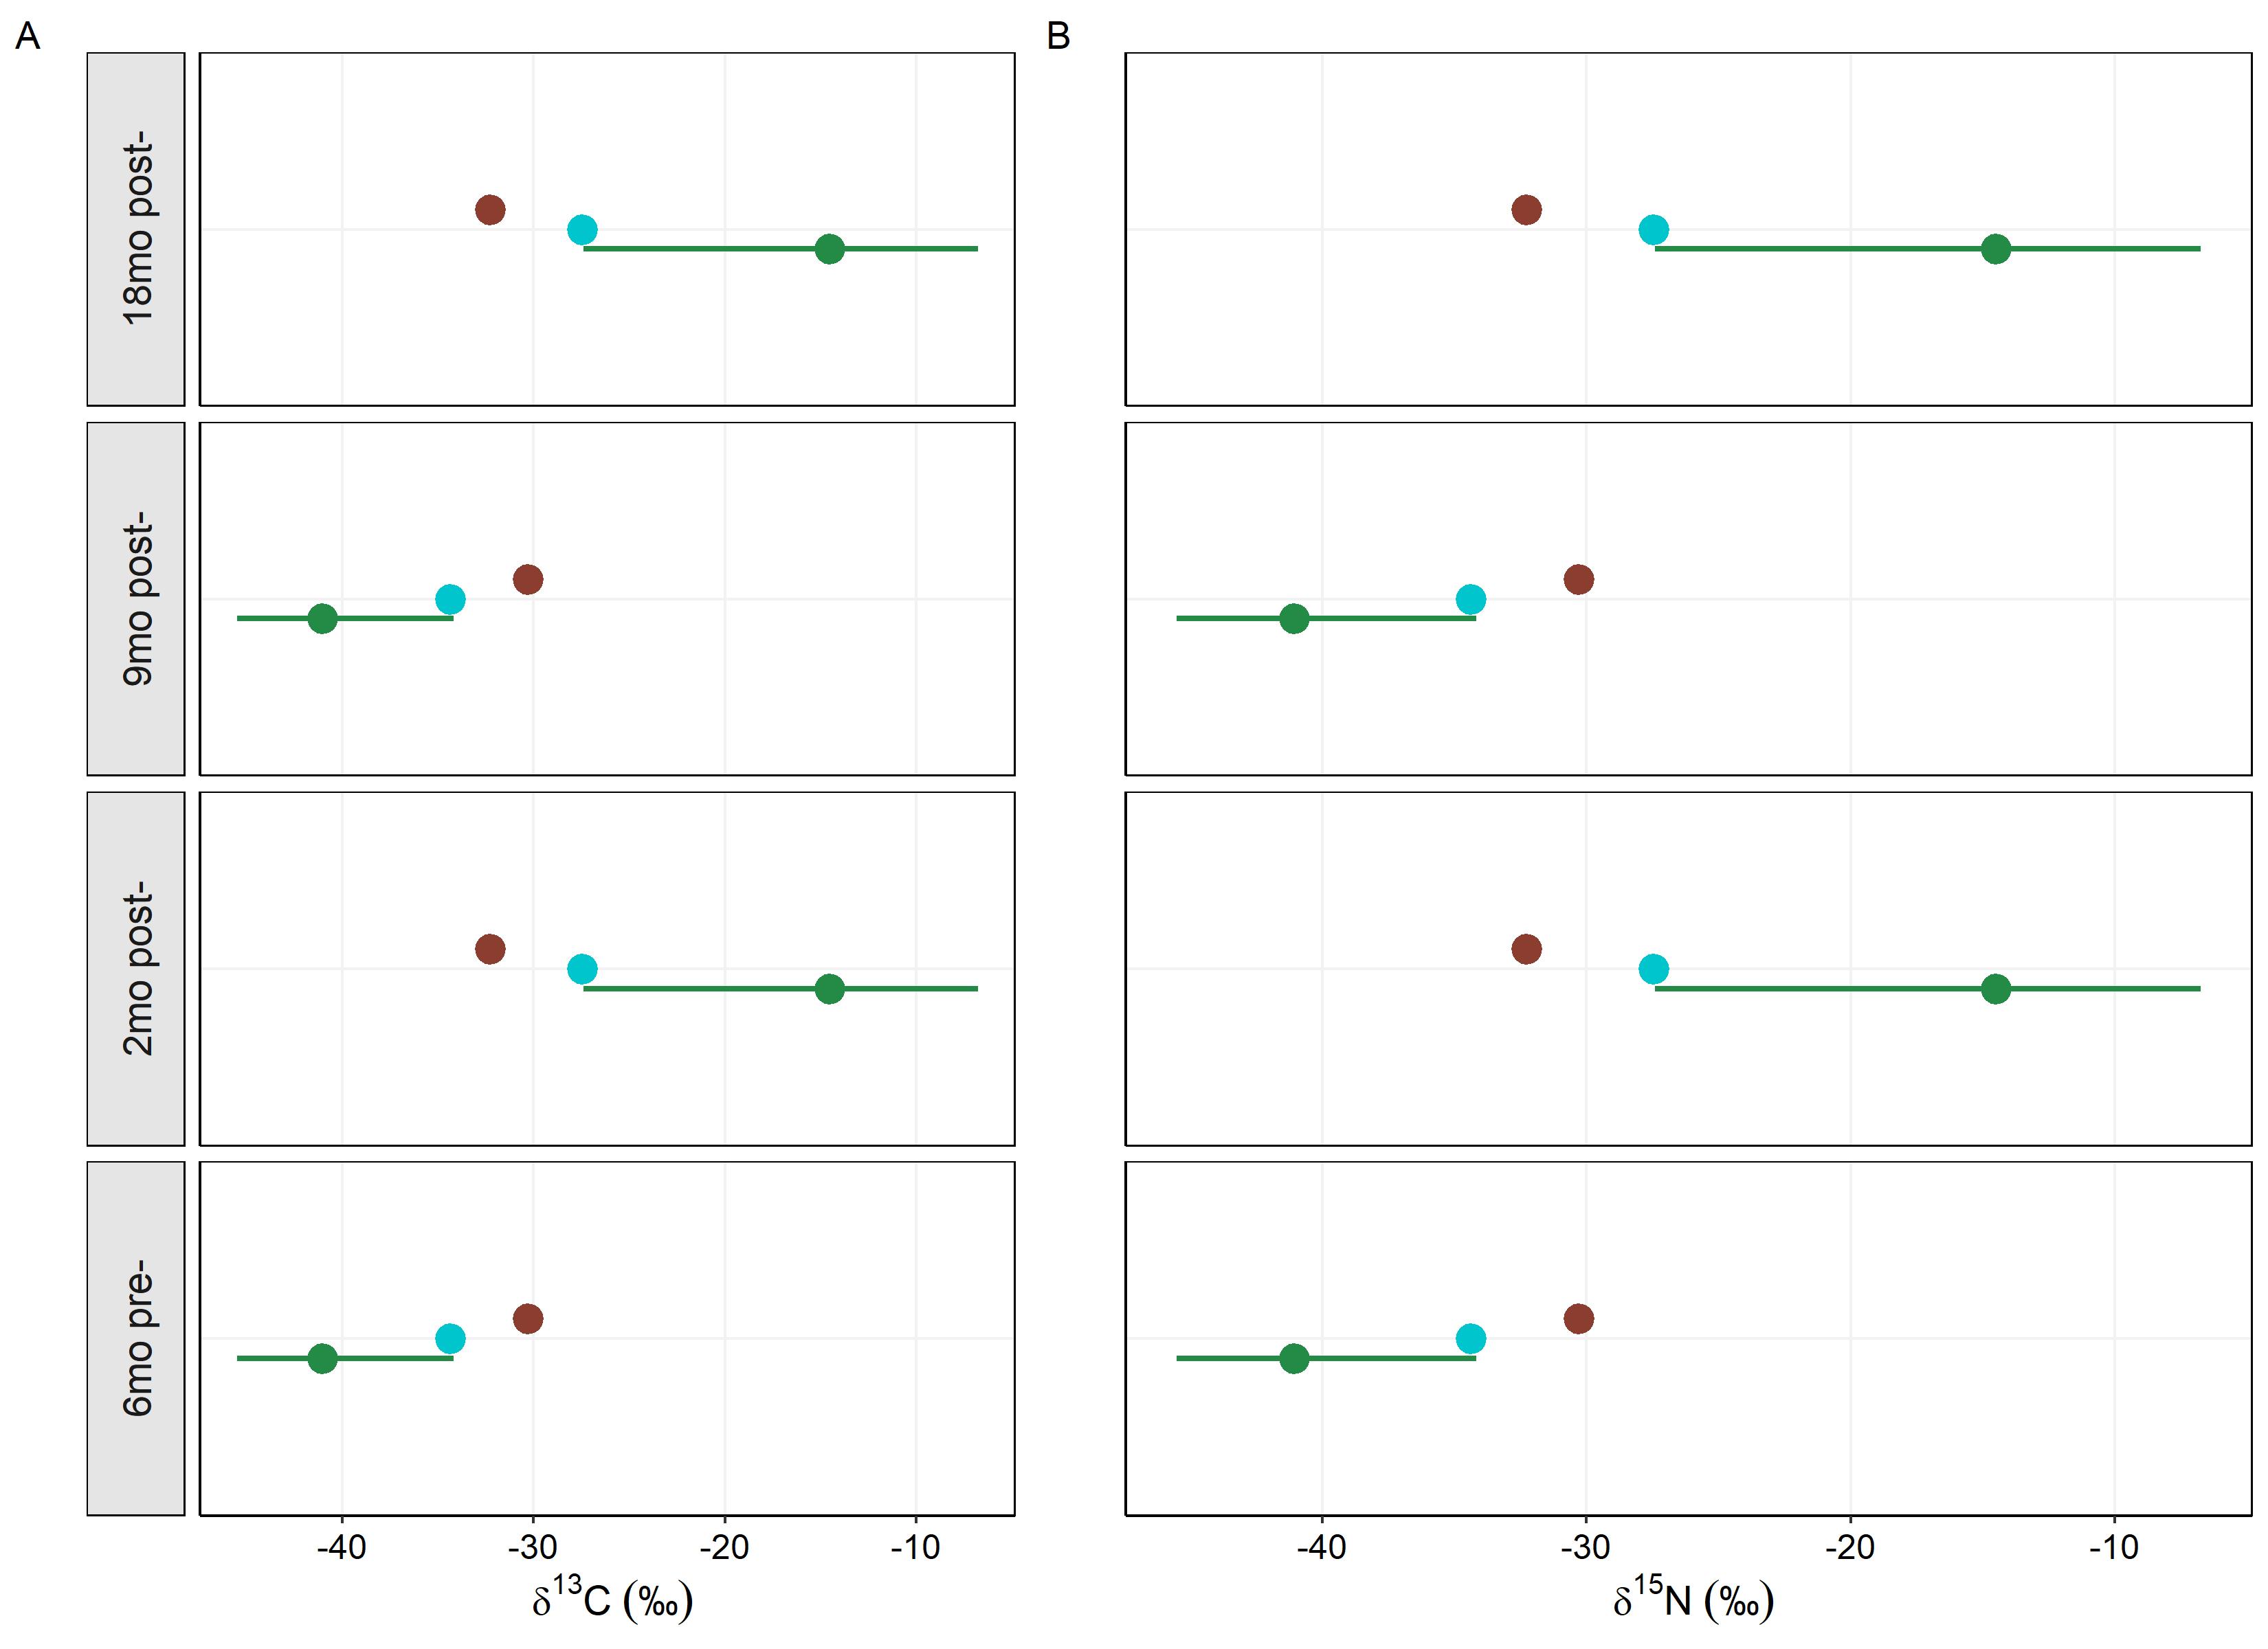 A
B
18mo post-
9mo post-
2mo post-
6mo pre-
-40 -30 -20 -10
-40 -30 -20 -10
δ¹³C (‰)
δ¹⁵N (‰)